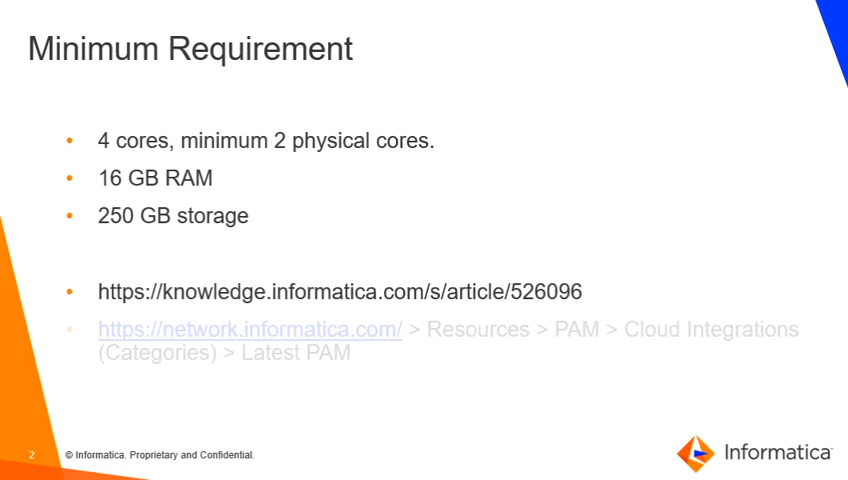 Minimum Requirement
• 4 cores, minimum 2 physical cores.
• 16 GB RAM
• 250 GB storage
• https://knowledge.informatica.com/s/article/526096
• https://network.informatica.com/ > Resources > PAM > Cloud Integrations
(Categories) > Latest PAM
2 © Informatica. Proprietary and Confidential.
Informatica